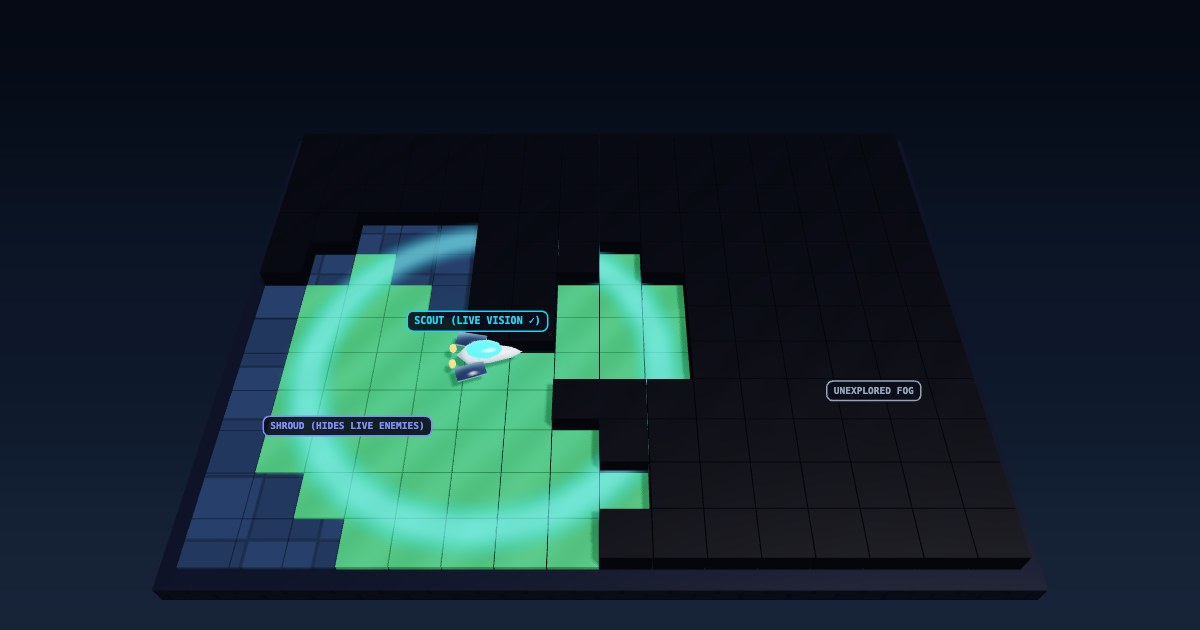 SCOUT (LIVE VISION ✓)
UNEXPLORED FOG
SHROUD (HIDES LIVE ENEMIES)